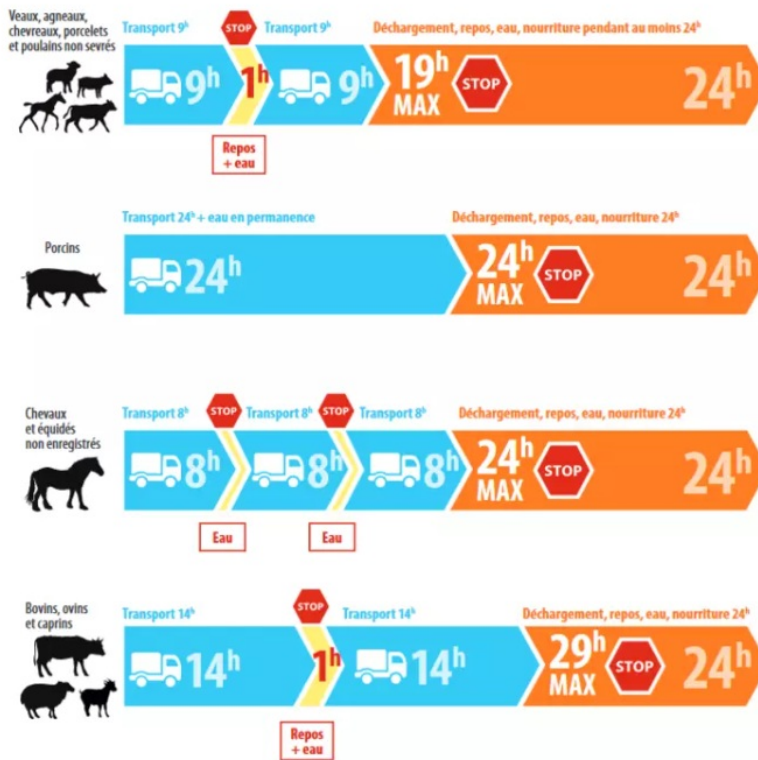 Veaux, agneaux,
chevreaux, porcelets
et poulains non sevrés
Transport 9ʰ
STOP
Transport 9ʰ
Déchargement, repos, eau, nourriture pendant au moins 24ʰ
9ʰ
1ʰ
9ʰ
19ʰ
MAX
STOP
24ʰ
Repos
+ eau
Porcins
Transport 24ʰ + eau en permanence
Déchargement, repos, eau, nourriture 24ʰ
24ʰ
24ʰ
MAX
STOP
24ʰ
Chevaux
et équidés
non enregistrés
Transport 8ʰ
STOP
Transport 8ʰ
STOP
Transport 8ʰ
Déchargement, repos, eau, nourriture 24ʰ
8ʰ
8ʰ
8ʰ
24ʰ
MAX
STOP
24ʰ
Eau
Eau
Bovins, ovins
et caprins
Transport 14ʰ
STOP
Transport 14ʰ
Déchargement, repos, eau, nourriture 24ʰ
14ʰ
1ʰ
14ʰ
29ʰ
MAX
STOP
24ʰ
Repos
+ eau